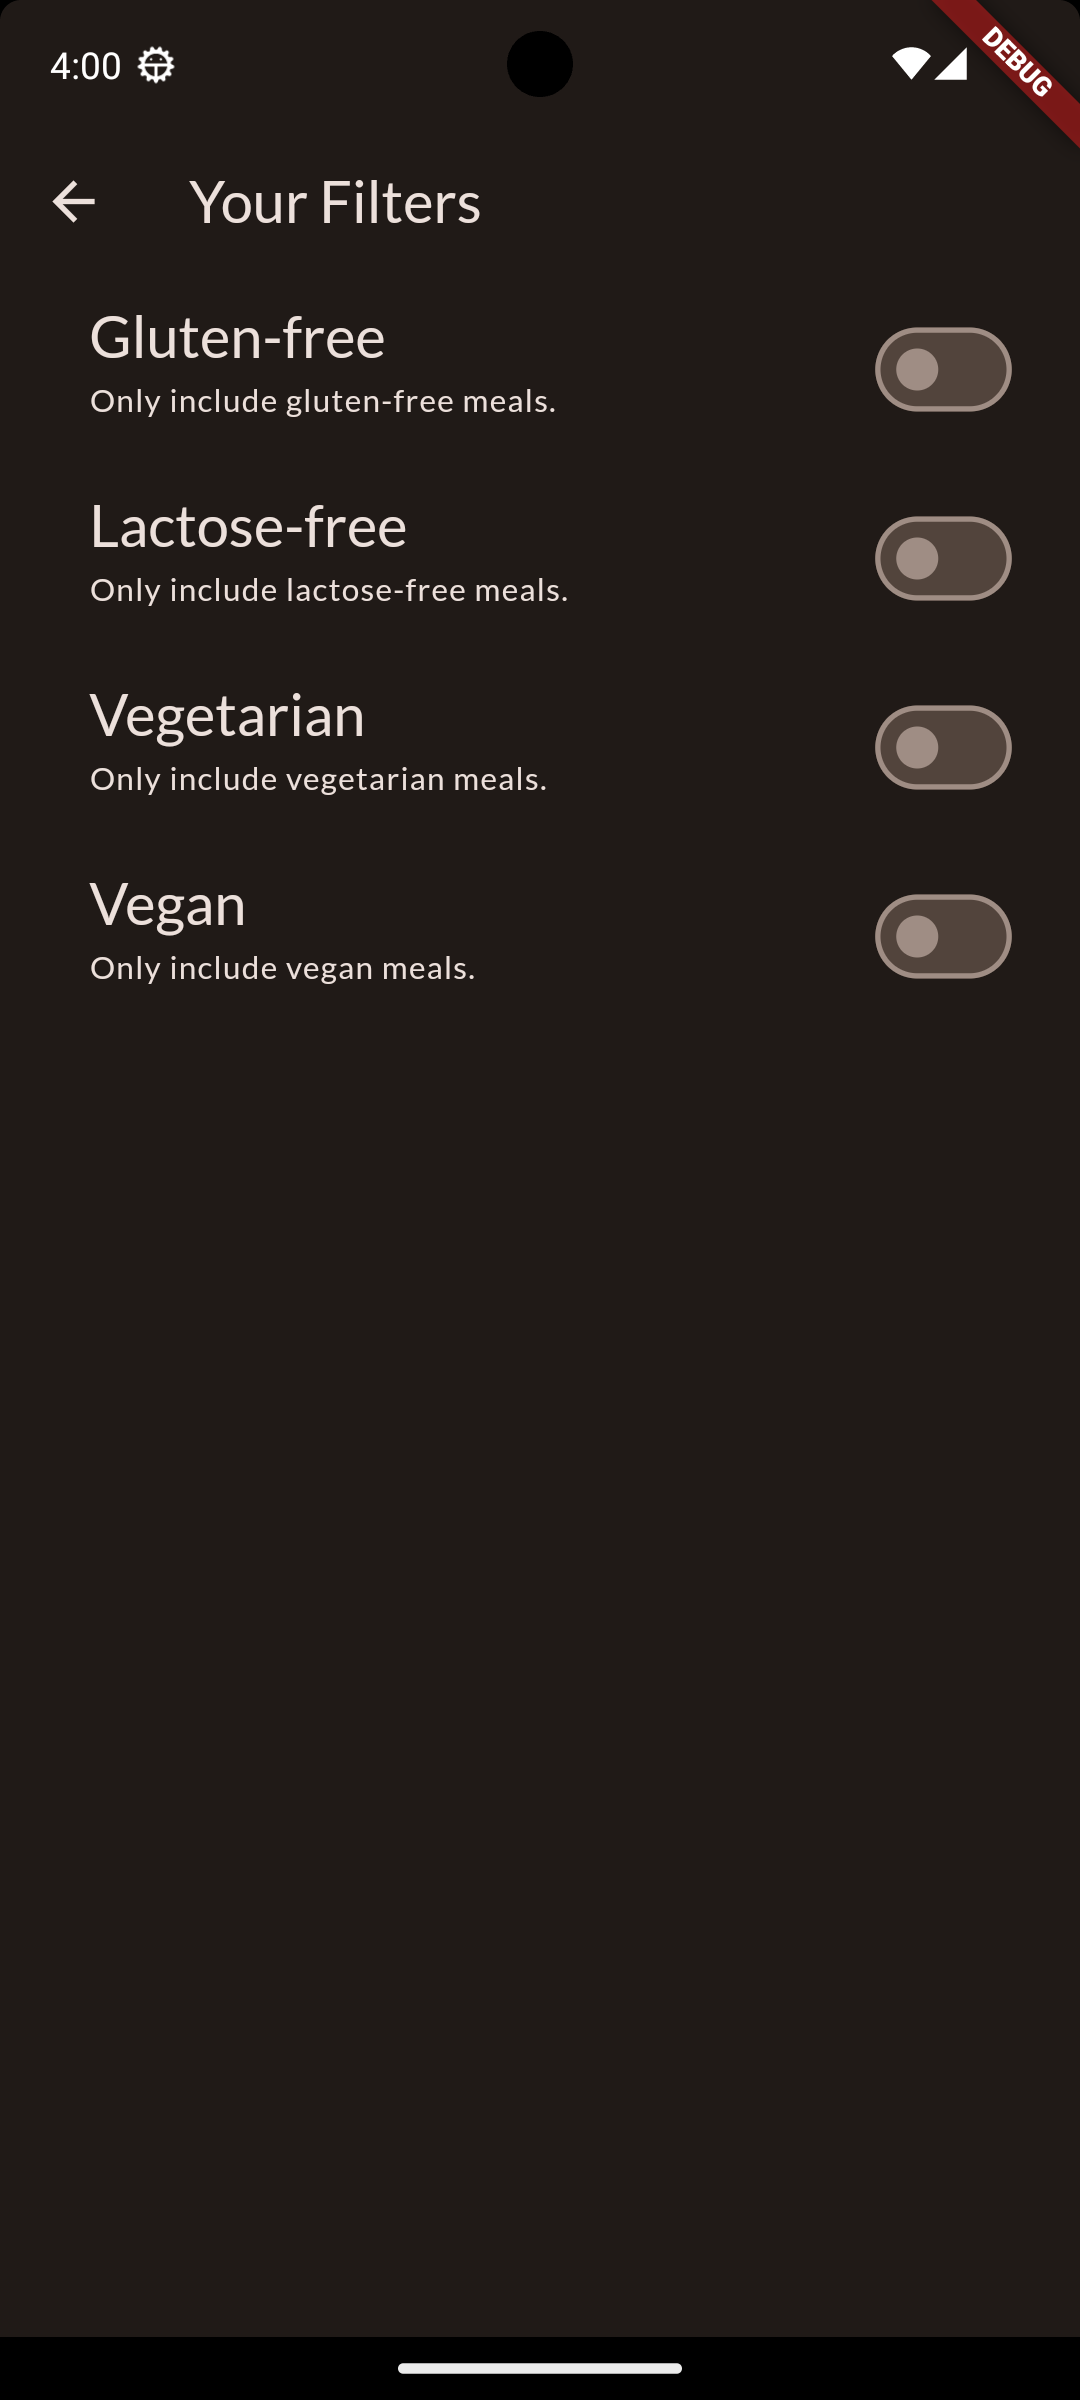 4:00
DEBUG
Your Filters
Gluten-free
Only include gluten-free meals.
Lactose-free
Only include lactose-free meals.
Vegetarian
Only include vegetarian meals.
Vegan
Only include vegan meals.